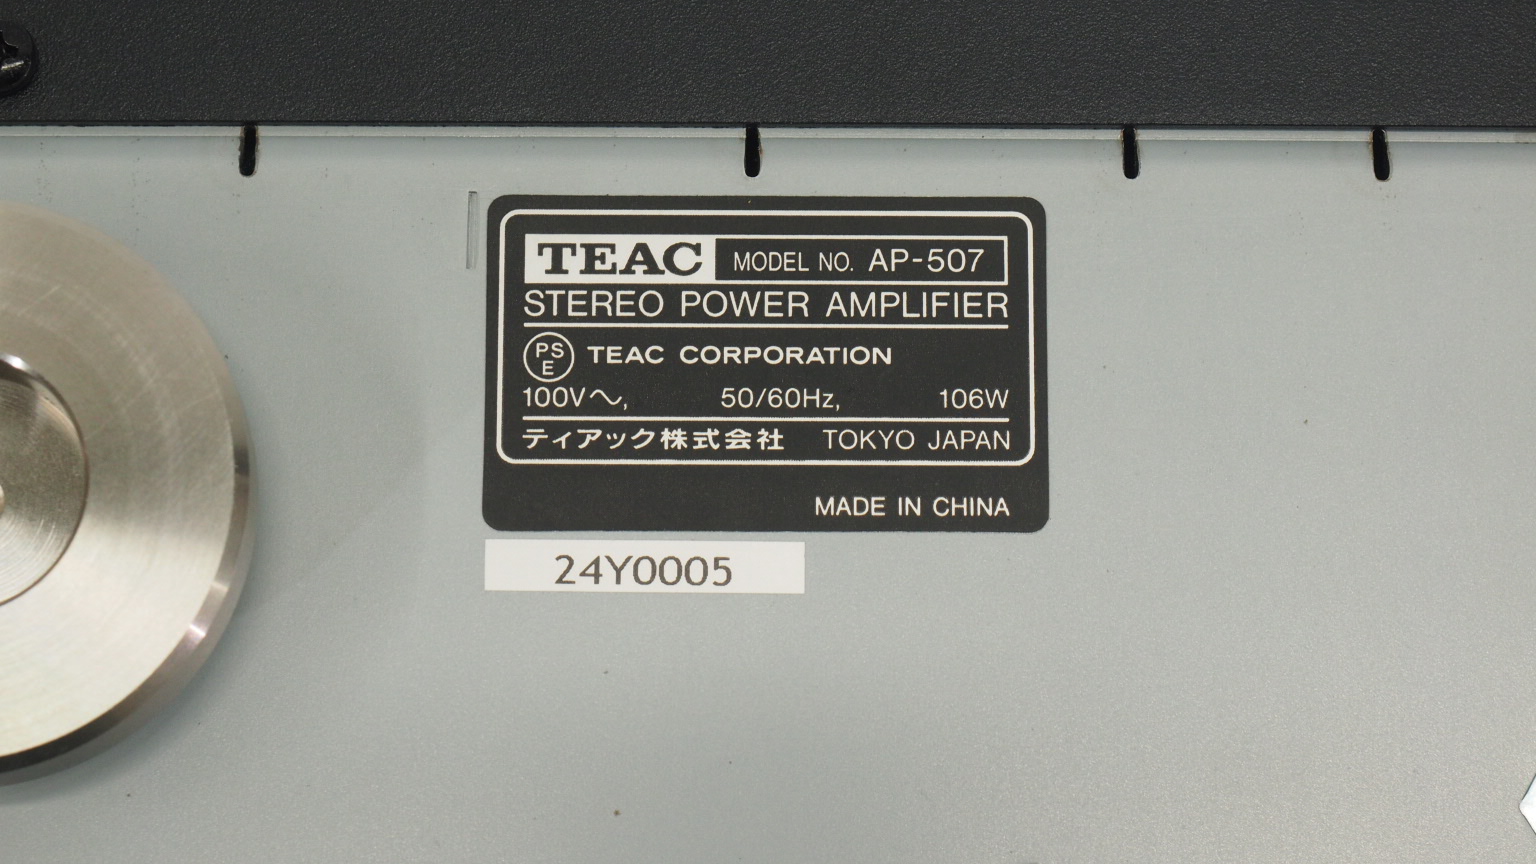 TEAC MODEL NO. AP-507
STEREO POWER AMPLIFIER
PS E TEAC CORPORATION
100V～, 50/60Hz, 106W
ティアック株式会社 TOKYO JAPAN
MADE IN CHINA
24Y0005